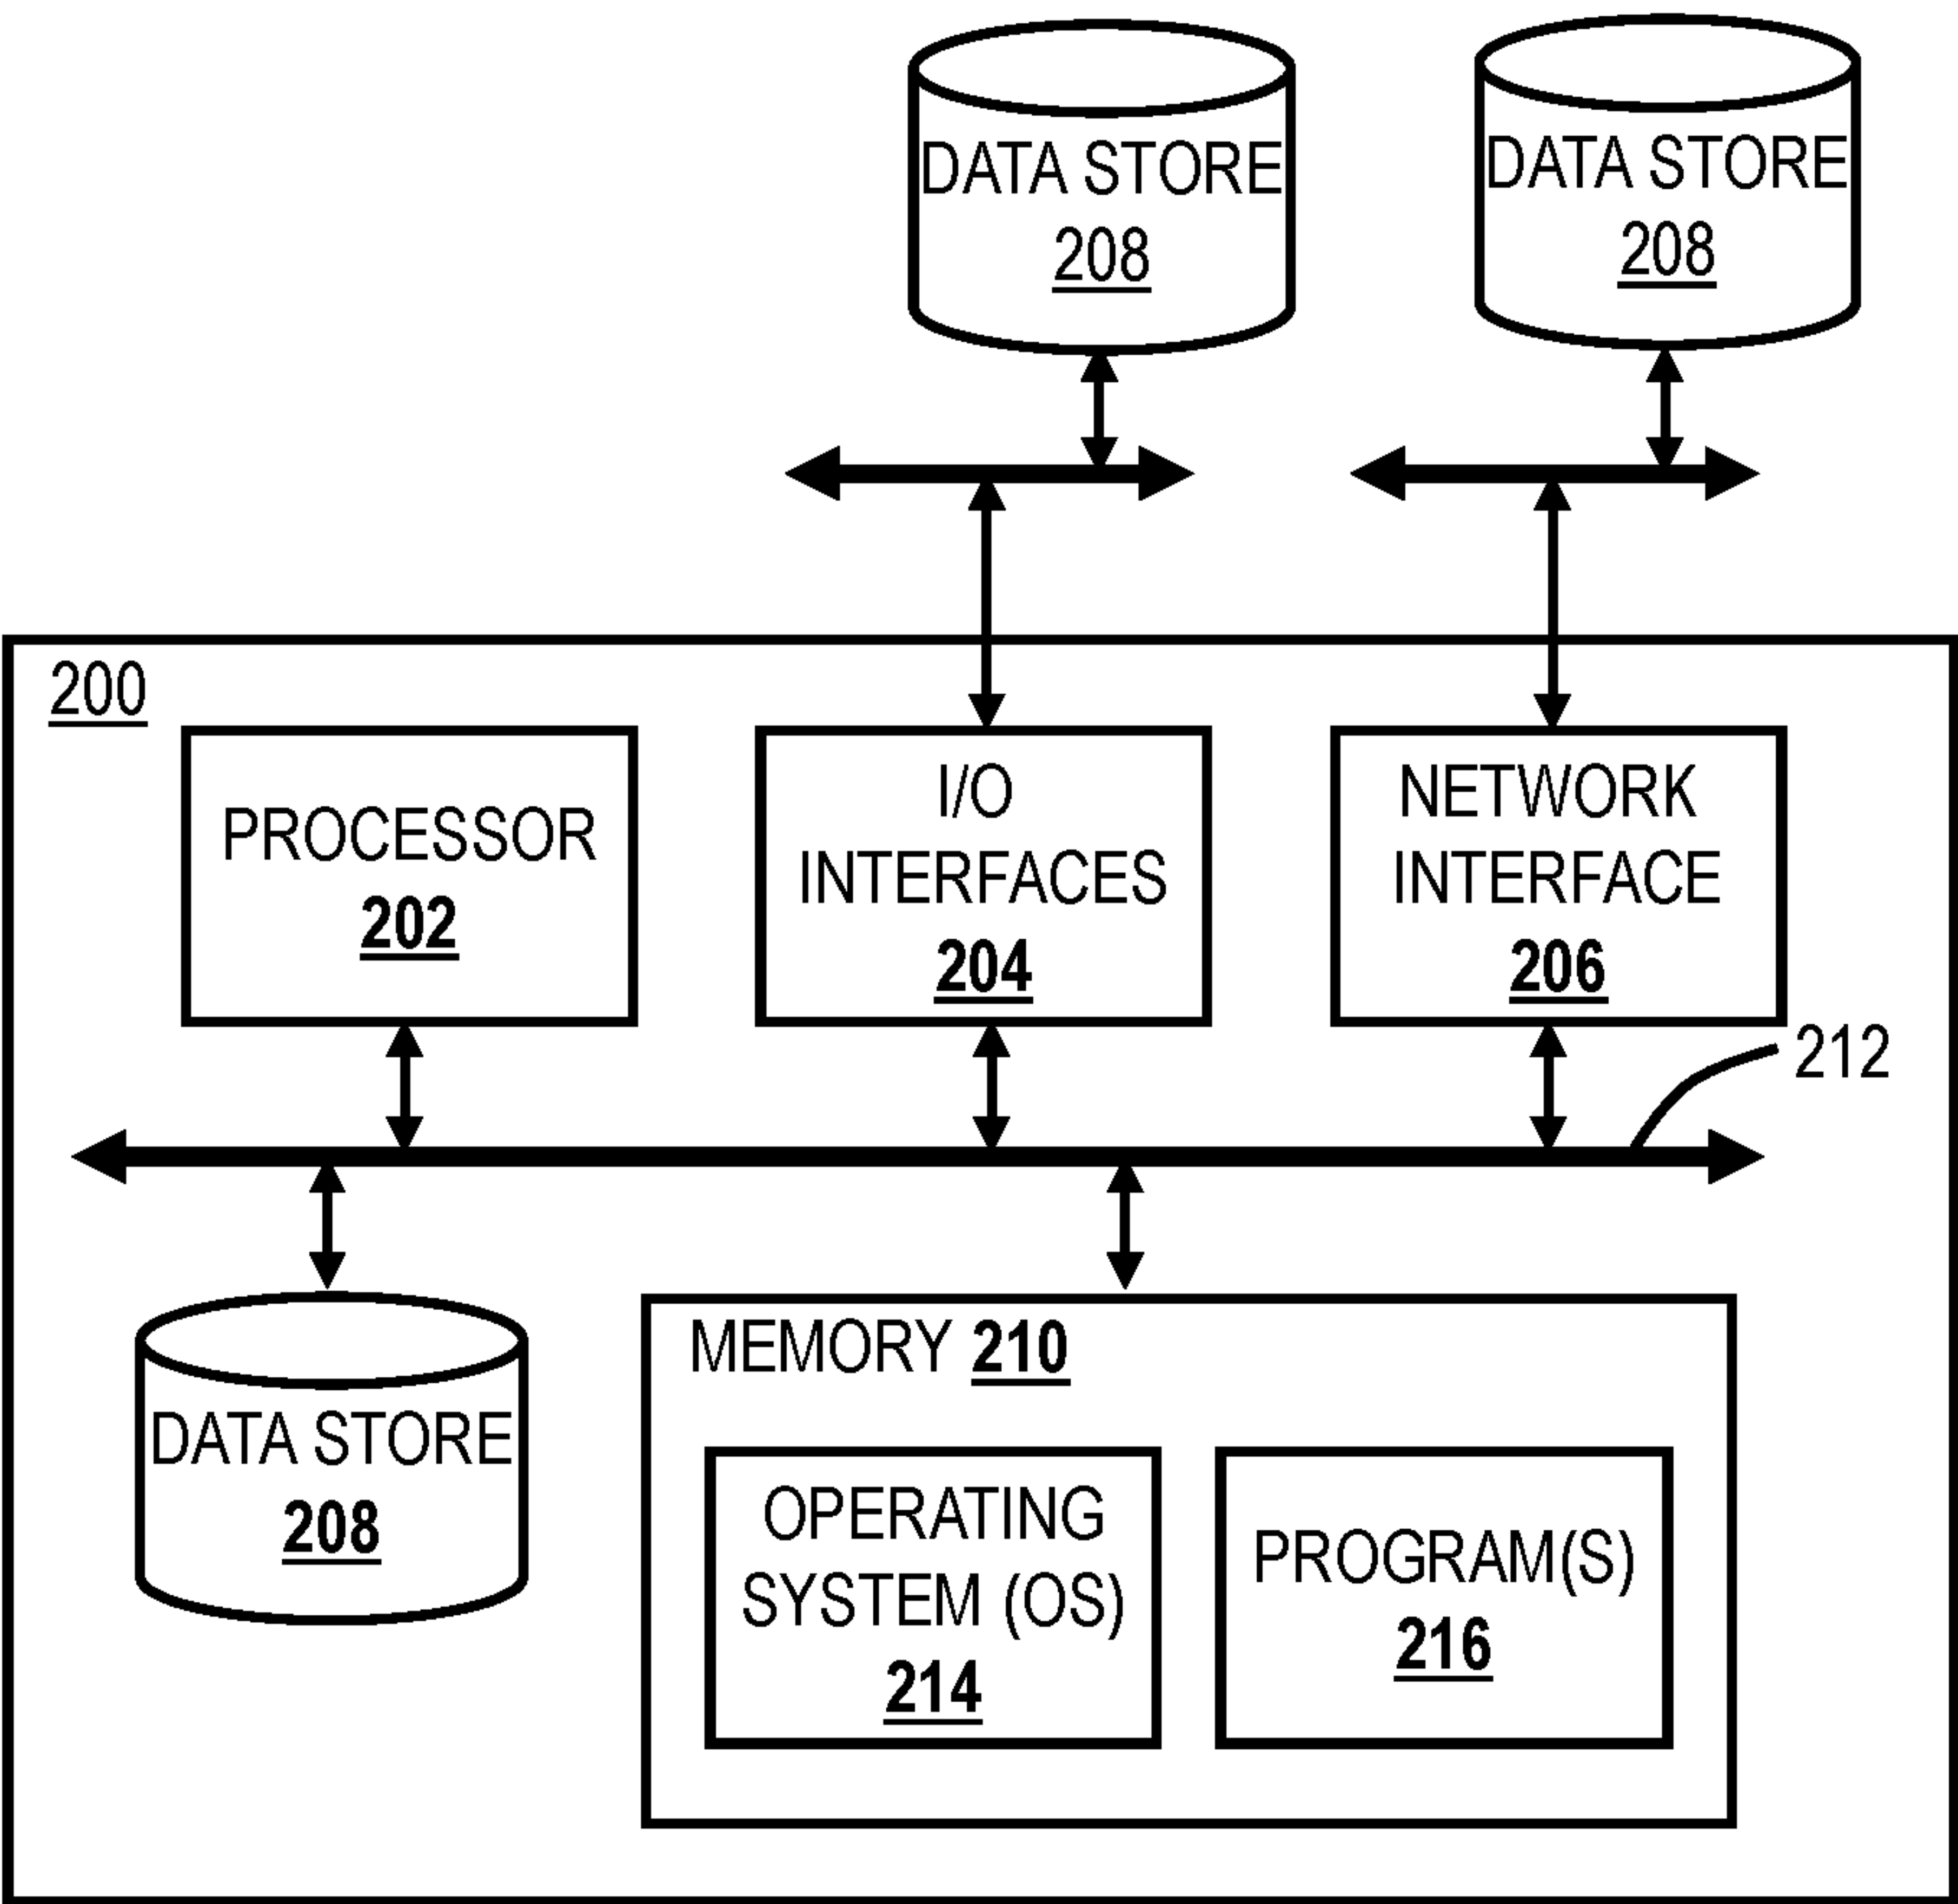 DATA STORE
208
DATA STORE
208
200
PROCESSOR
202
I/O
INTERFACES
204
NETWORK
INTERFACE
206
212
DATA STORE
208
MEMORY 210
OPERATING
SYSTEM (OS)
214
PROGRAM(S)
216